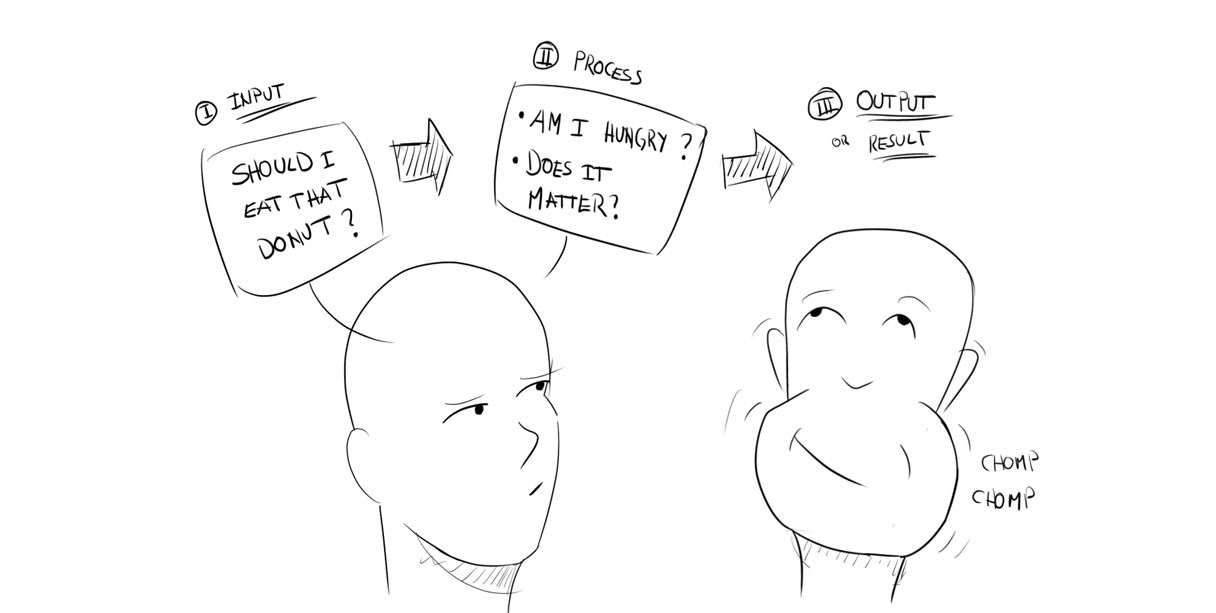 I INPUT
SHOULD I
EAT THAT
DONUT?
II PROCESS
• AM I HUNGRY?
• DOES IT
MATTER?
III OUTPUT
OR RESULT
CHOMP
CHOMP